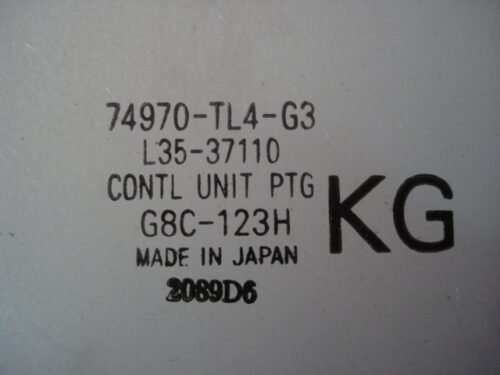 74970-TL4-G3
L35-37110
CONTL UNIT PTG
G8C-123H
KG
MADE IN JAPAN
2089D6